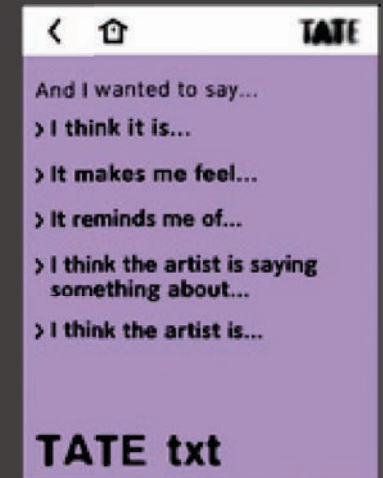 TATE
And I wanted to say...
› I think it is...
› It makes me feel...
› It reminds me of...
› I think the artist is saying
something about...
› I think the artist is...
TATE txt